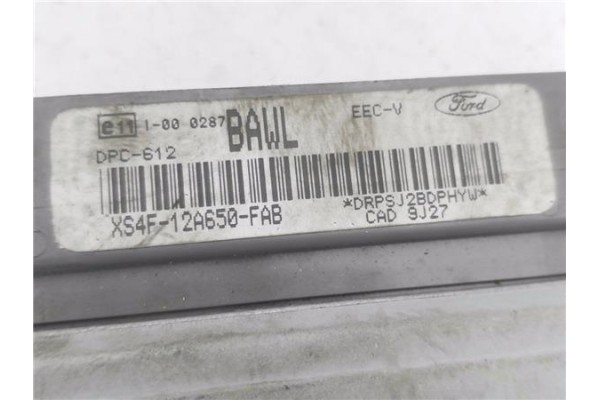 e11 1-00 0287 BAWL EEC-V Ford
DPC-612
XS4F-12A650-FAB *DRPSJ2BDPHYW*
CAD 9J27